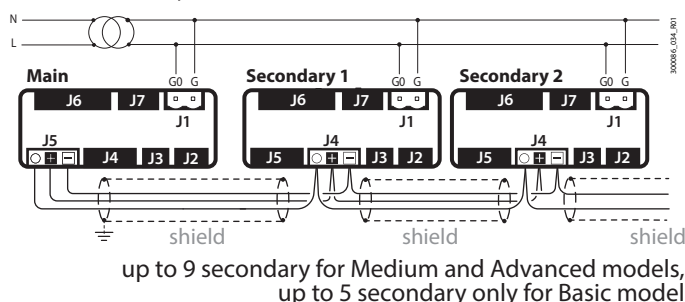 N
L
300086_034_R01
Main
G0 G
Secondary 1
G0 G
Secondary 2
G0 G
J6 J7 J1
J6 J7 J1
J6 J7 J1
J5 J4 J3 J2
J5 J4 J3 J2
J5 J4 J3 J2
shield
shield
shield
up to 9 secondary for Medium and Advanced models,
up to 5 secondary only for Basic model